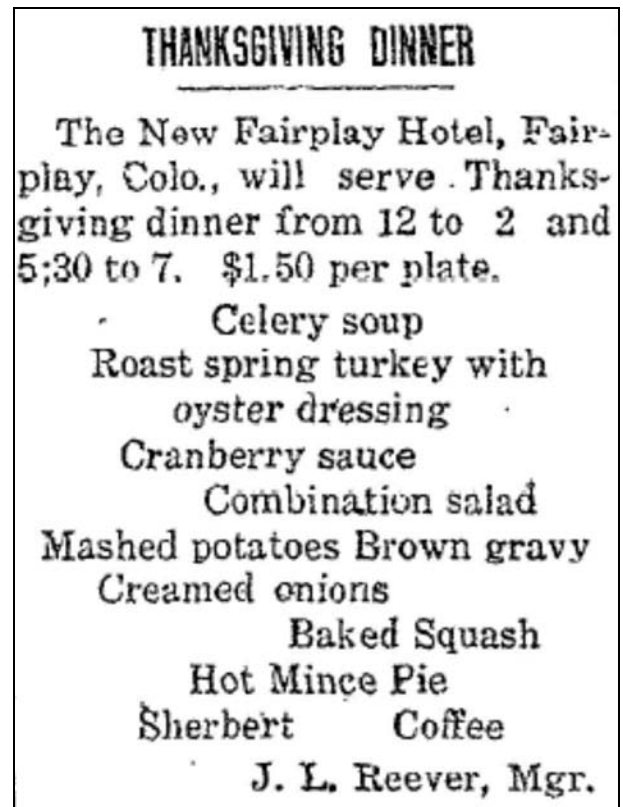 THANKSGIVING DINNER
The New Fairplay Hotel, Fair-
play, Colo., will serve Thanks-
giving dinner from 12 to 2 and
5;30 to 7. $1.50 per plate.
Celery soup
Roast spring turkey with
oyster dressing
Cranberry sauce
Combination salad
Mashed potatoes Brown gravy
Creamed onions
Baked Squash
Hot Mince Pie
Sherbert Coffee
J. L. Reever, Mgr.